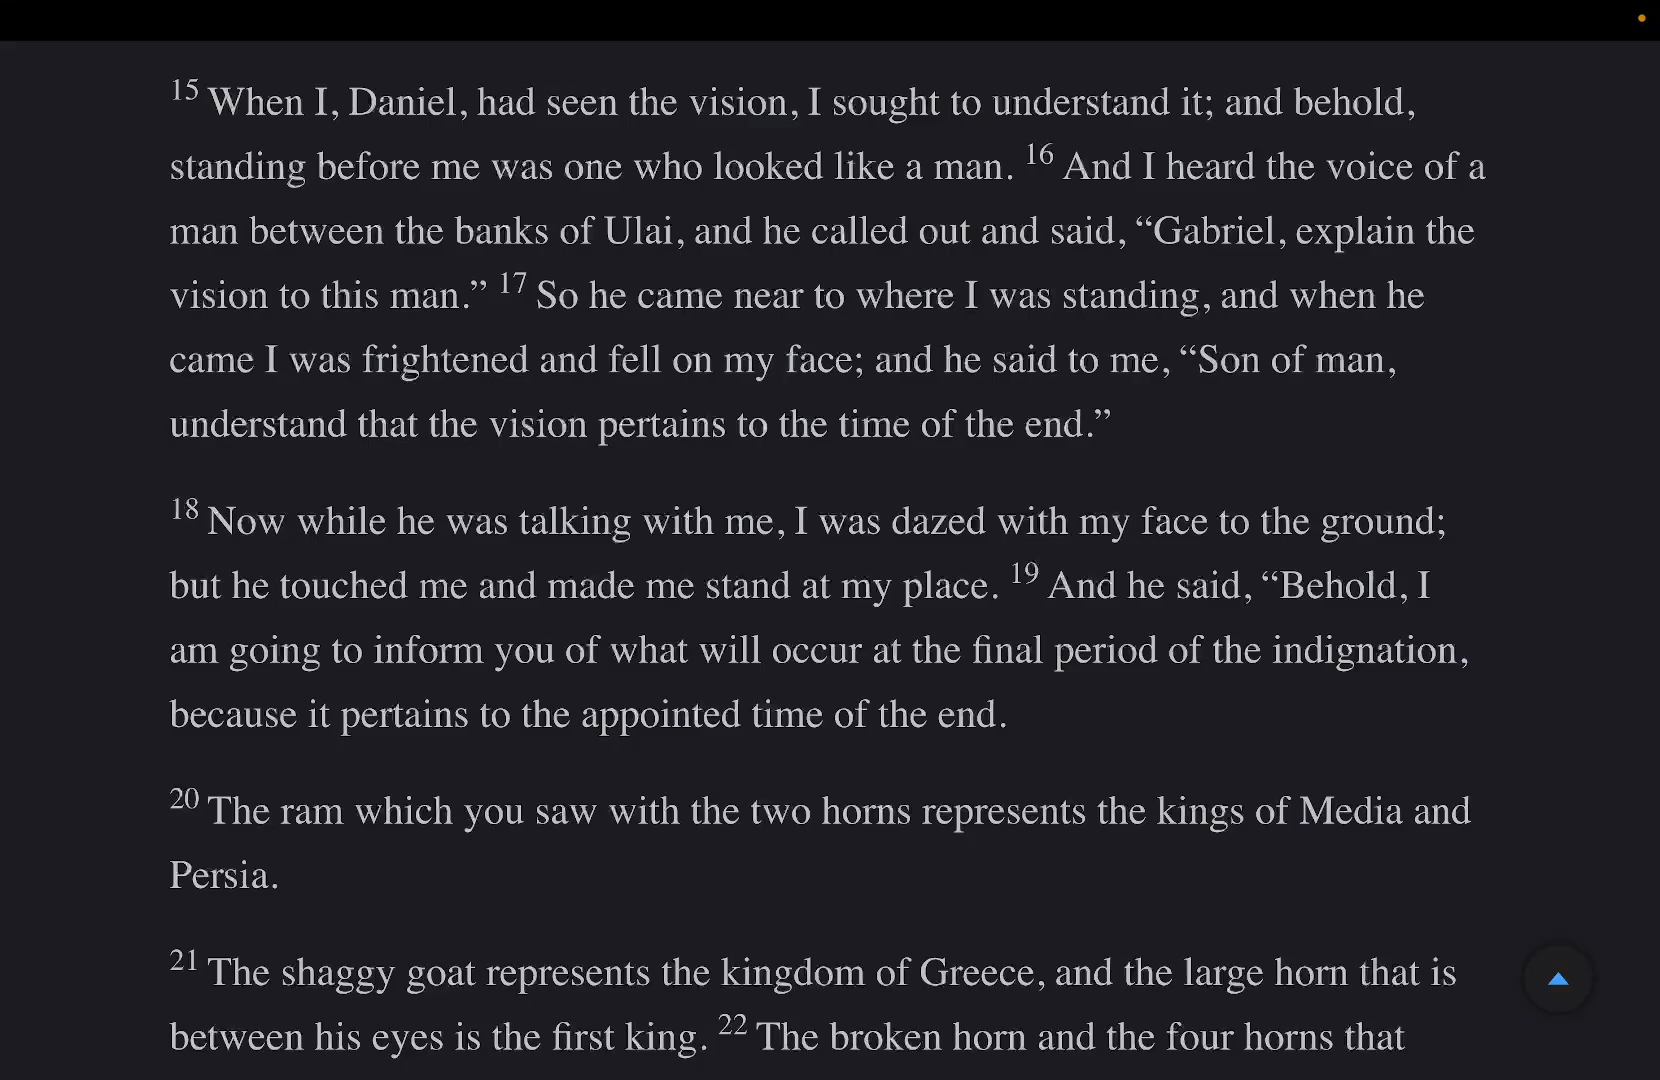 15 When I, Daniel, had seen the vision, I sought to understand it; and behold,
standing before me was one who looked like a man. 16 And I heard the voice of a
man between the banks of Ulai, and he called out and said, “Gabriel, explain the
vision to this man.” 17 So he came near to where I was standing, and when he
came I was frightened and fell on my face; and he said to me, “Son of man,
understand that the vision pertains to the time of the end.”
18 Now while he was talking with me, I was dazed with my face to the ground;
but he touched me and made me stand at my place. 19 And he said, “Behold, I
am going to inform you of what will occur at the final period of the indignation,
because it pertains to the appointed time of the end.
20 The ram which you saw with the two horns represents the kings of Media and
Persia.
21 The shaggy goat represents the kingdom of Greece, and the large horn that is
between his eyes is the first king. 22 The broken horn and the four horns that